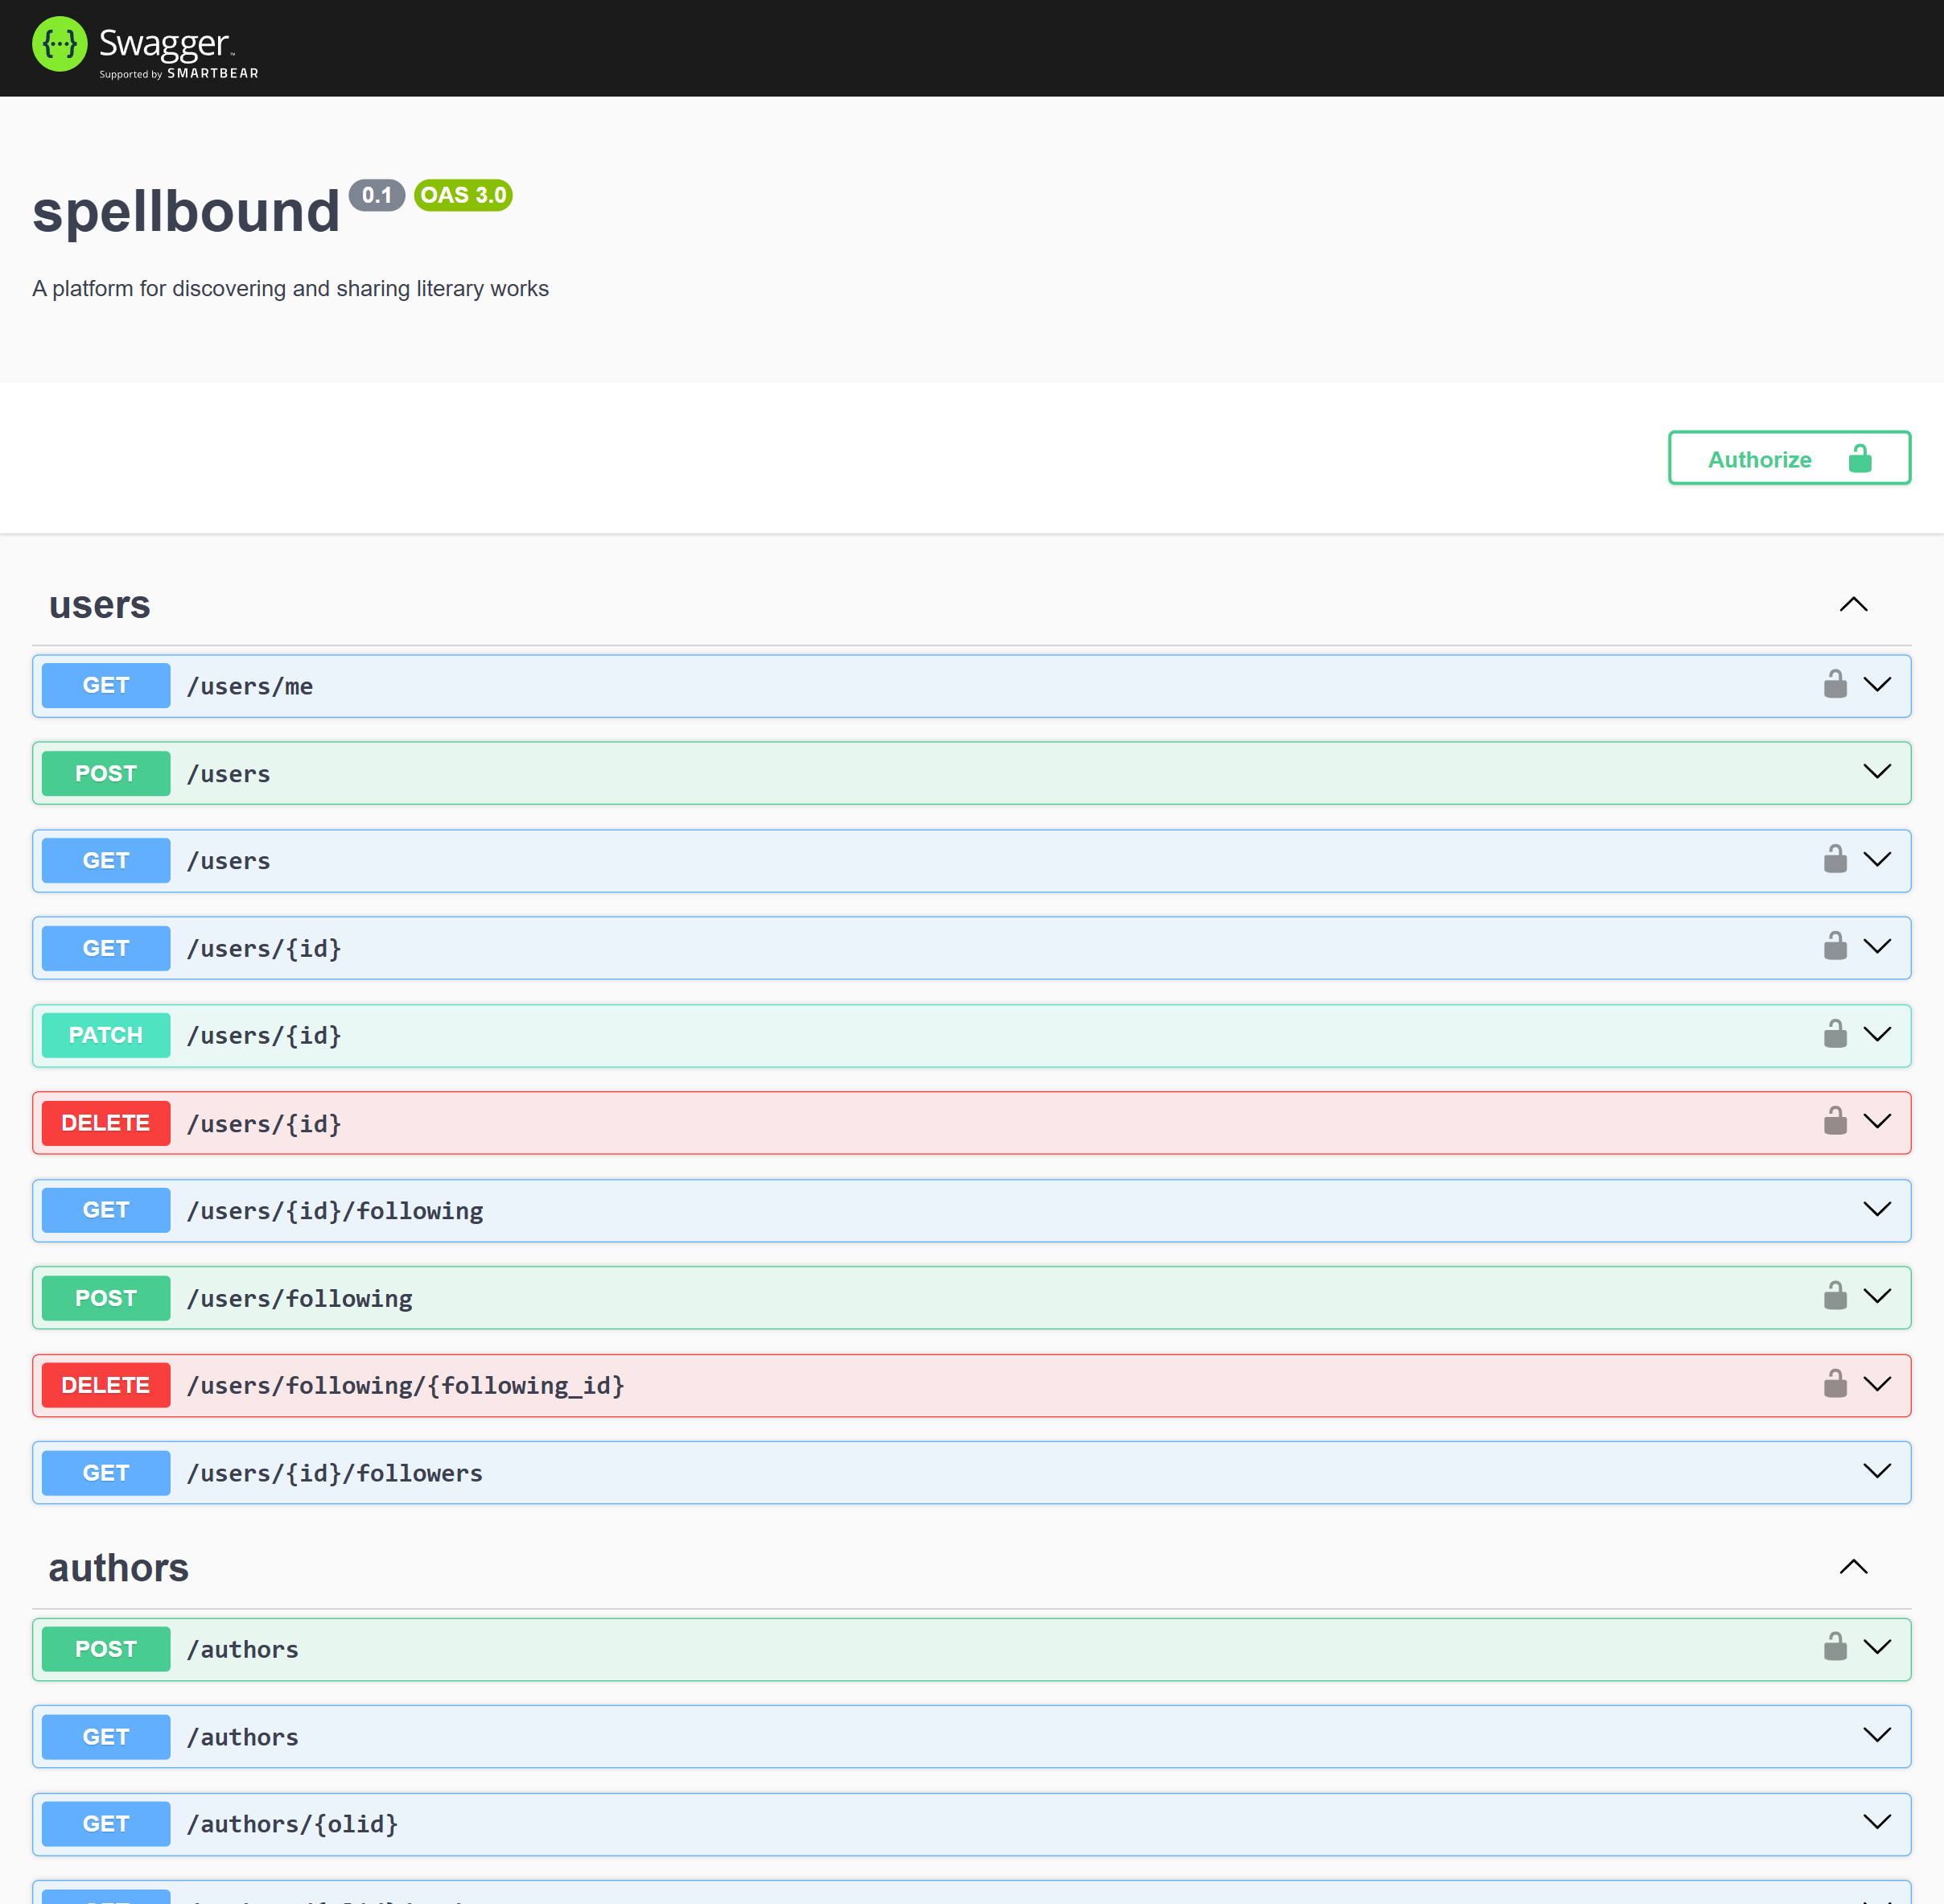 Swagger™
Supported by SMARTBEAR
spellbound 0.1 OAS 3.0
A platform for discovering and sharing literary works
Authorize
users
GET /users/me
POST /users
GET /users
GET /users/{id}
PATCH /users/{id}
DELETE /users/{id}
GET /users/{id}/following
POST /users/following
DELETE /users/following/{following_id}
GET /users/{id}/followers
authors
POST /authors
GET /authors
GET /authors/{olid}